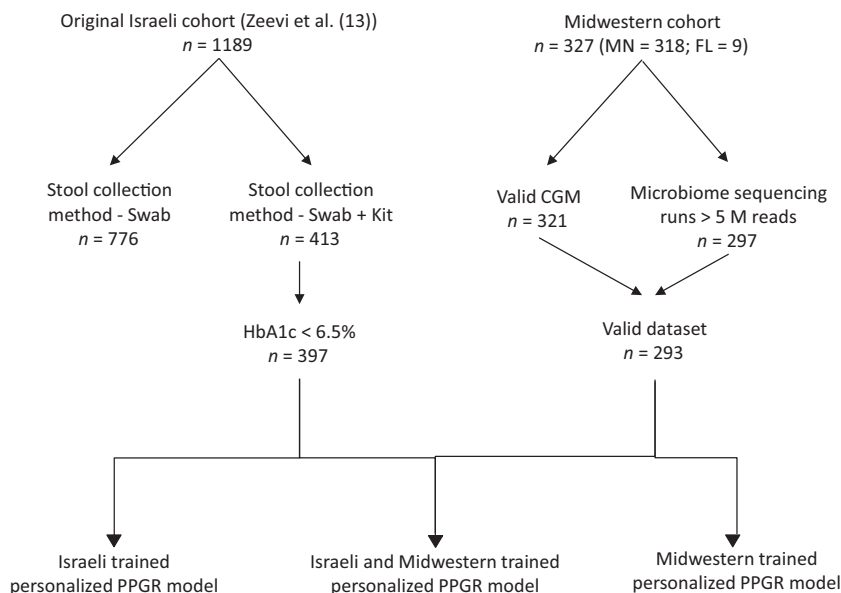 Original Israeli cohort (Zeevi et al. (13))
n = 1189
Midwestern cohort
n = 327 (MN = 318; FL = 9)
Stool collection
method - Swab
n = 776
Stool collection
method - Swab + Kit
n = 413
Valid CGM
n = 321
Microbiome sequencing
runs > 5 M reads
n = 297
HbA1c < 6.5%
n = 397
Valid dataset
n = 293
Israeli trained
personalized PPGR model
Israeli and Midwestern trained
personalized PPGR model
Midwestern trained
personalized PPGR model